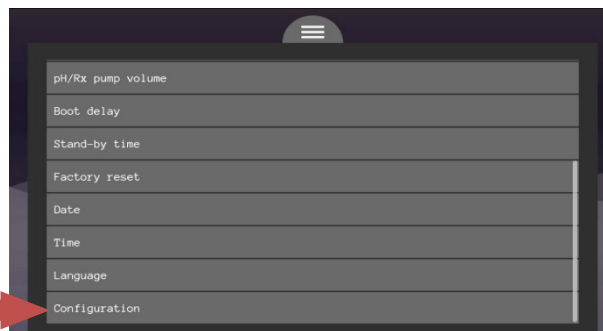 pH/Rx pump volume
Boot delay
Stand-by time
Factory reset
Date
Time
Language
Configuration